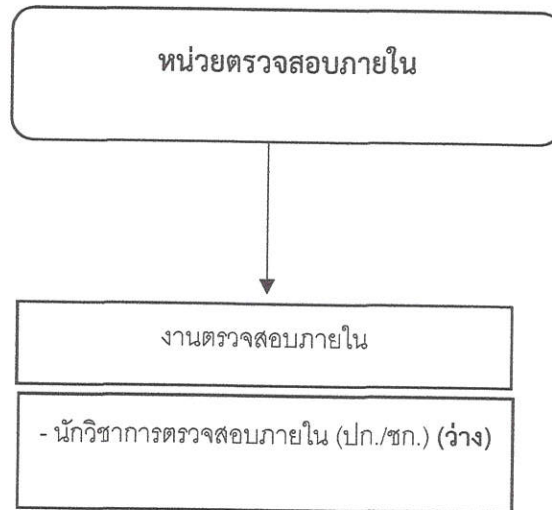 หน่วยตรวจสอบภายใน
งานตรวจสอบภายใน
- นักวิชาการตรวจสอบภายใน (ปก./ชก.) (ว่าง)